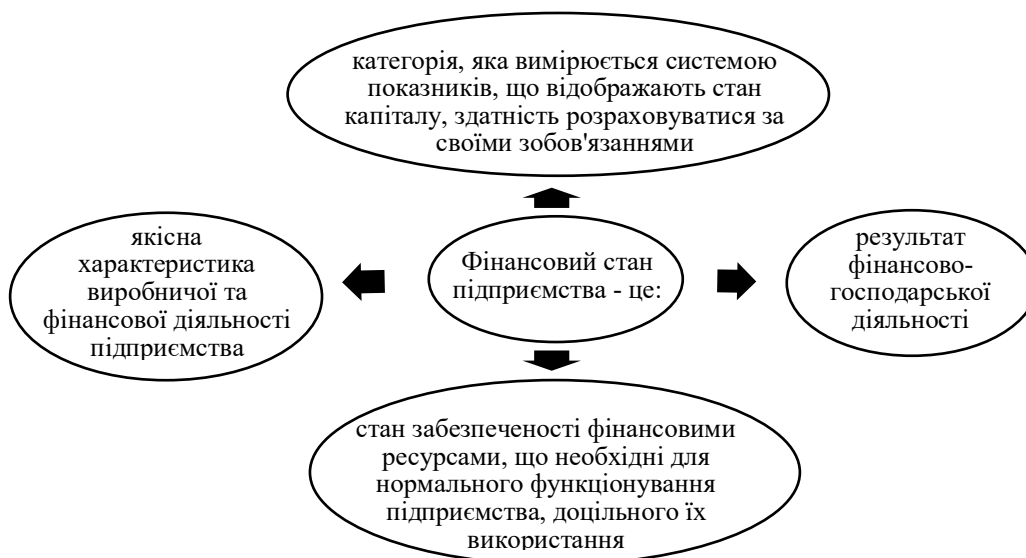 категорія, яка вимірюється системою
показників, що відображають стан
капіталу, здатність розраховуватися за
своїми зобов'язаннями
якісна
характеристика
виробничої та
фінансової діяльності
підприємства
Фінансовий стан
підприємства - це:
результат
фінансово-
господарської
діяльності
стан забезпеченості фінансовими
ресурсами, що необхідні для
нормального функціонування
підприємства, доцільного їх
використання